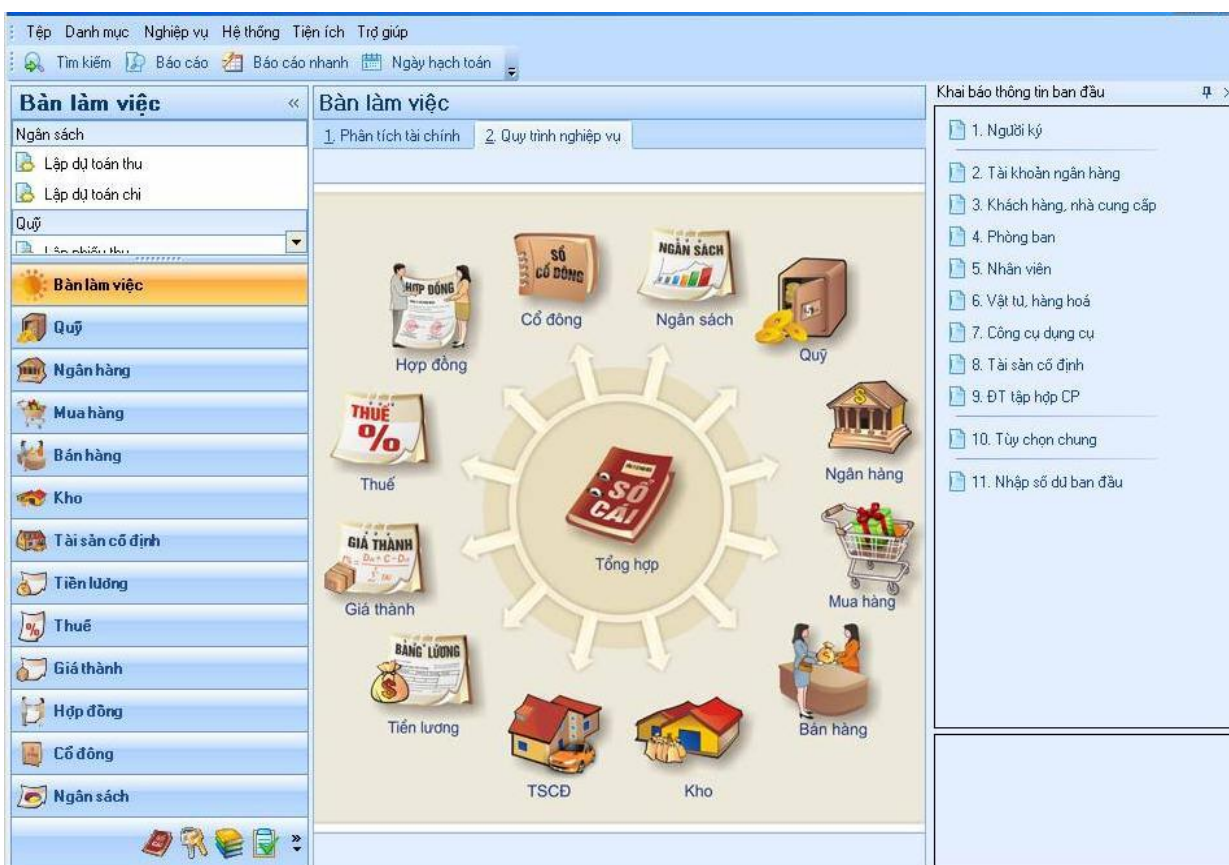 Tệp Danh mục Nghiệp vụ Hệ thống Tiện ích Trợ giúp
Tìm kiếm Báo cáo Báo cáo nhanh Ngày hạch toán
Bàn làm việc
Ngân sách
Lập dự toán thu
Lập dự toán chi
Quỹ
Lập phiếu thu
Bàn làm việc
Quỹ
Ngân hàng
Mua hàng
Bán hàng
Kho
Tài sản cố định
Tiền lương
Thuế
Giá thành
Hợp đồng
Cổ đông
Ngân sách
Bàn làm việc
1. Phân tích tài chính 2. Quy trình nghiệp vụ
HỢP ĐỒNG
Hợp đồng
SỔ
CỔ ĐÔNG
Cổ đông
NGÂN SÁCH
Ngân sách
Quỹ
THUẾ
%
Thuế
Ngân hàng
SỔ
CÁI
Tổng hợp
GIÁ THÀNH
Giá thành
Mua hàng
BẢNG LƯƠNG
Tiền lương
Bán hàng
TSCĐ
Kho
Khai báo thông tin ban đầu
1. Người ký
2. Tài khoản ngân hàng
3. Khách hàng, nhà cung cấp
4. Phòng ban
5. Nhân viên
6. Vật tư, hàng hoá
7. Công cụ dụng cụ
8. Tài sản cố định
9. ĐT tập hợp CP
10. Tùy chọn chung
11. Nhập số dư ban đầu